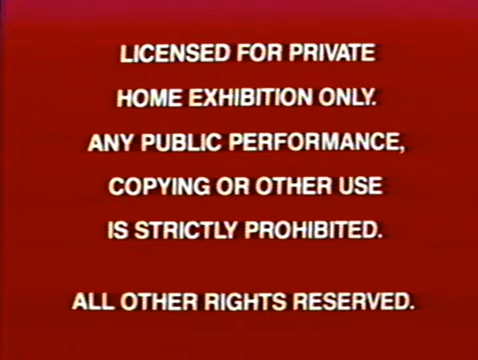 LICENSED FOR PRIVATE
HOME EXHIBITION ONLY.
ANY PUBLIC PERFORMANCE,
COPYING OR OTHER USE
IS STRICTLY PROHIBITED.
ALL OTHER RIGHTS RESERVED.